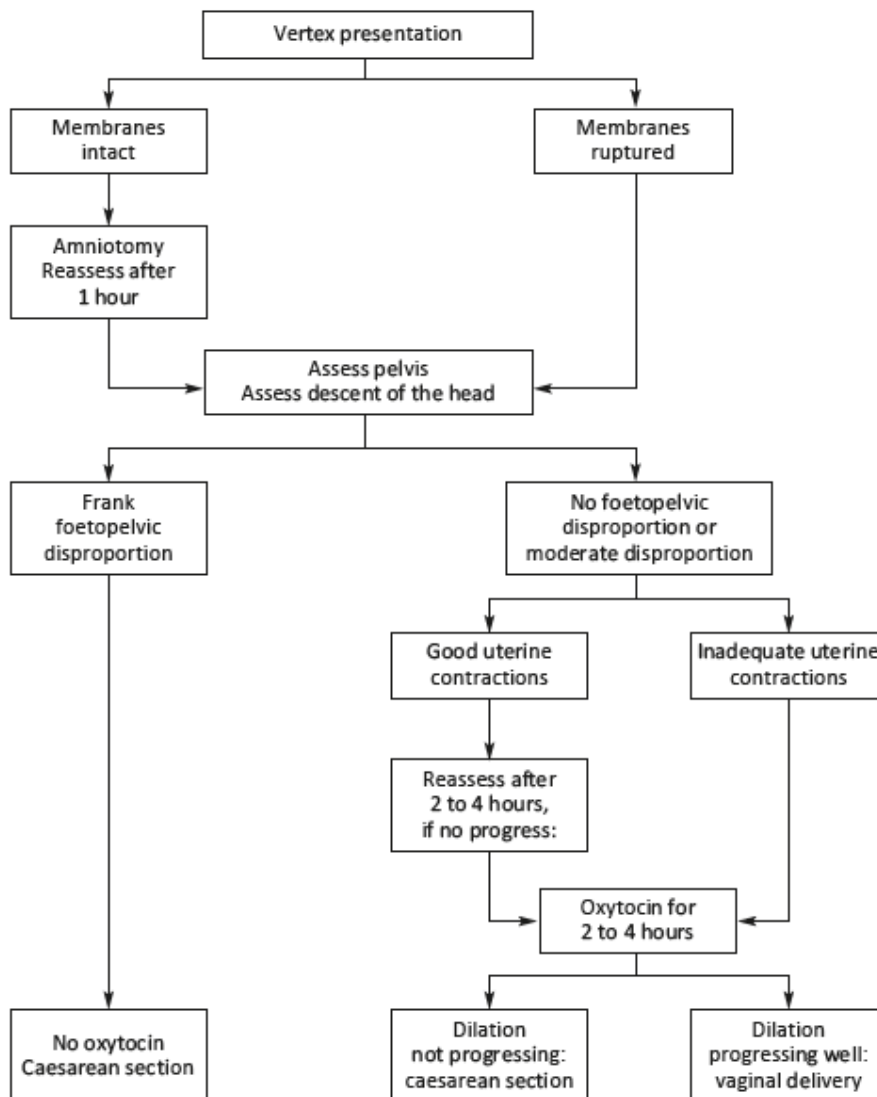 Vertex presentation
Membranes
intact
Membranes
ruptured
Amniotomy
Reassess after
1 hour
Assess pelvis
Assess descent of the head
Frank
foetopelvic
disproportion
No foetopelvic
disproportion or
moderate disproportion
Good uterine
contractions
Inadequate uterine
contractions
Reassess after
2 to 4 hours,
if no progress:
Oxytocin for
2 to 4 hours
No oxytocin
Caesarean section
Dilation
not progressing:
caesarean section
Dilation
progressing well:
vaginal delivery